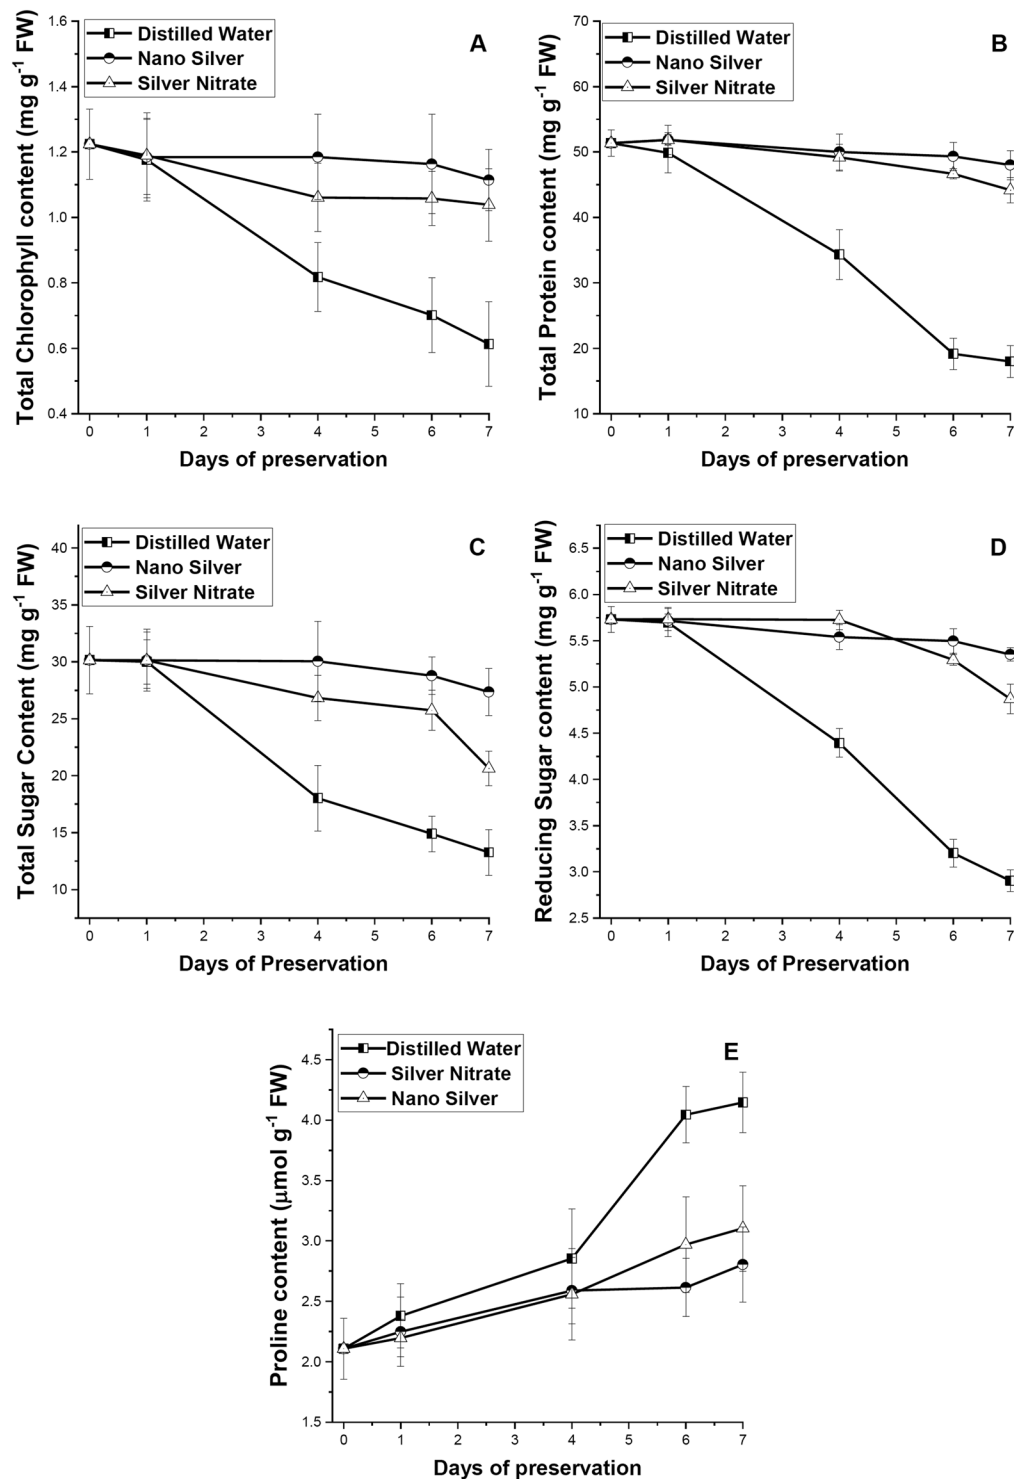 A
Distilled Water
Nano Silver
Silver Nitrate
Total Chlorophyll content (mg g⁻¹ FW)
1.6
1.4
1.2
1.0
0.8
0.6
0.4
0 1 2 3 4 5 6 7
Days of preservation
B
Distilled Water
Nano Silver
Silver Nitrate
Total Protein content (mg g⁻¹ FW)
70
60
50
40
30
20
10
0 1 2 3 4 5 6 7
Days of preservation
C
Distilled Water
Nano Silver
Silver Nitrate
Total Sugar Content (mg g⁻¹ FW)
40
35
30
25
20
15
10
0 1 2 3 4 5 6 7
Days of Preservation
D
Distilled Water
Nano Silver
Silver Nitrate
Reducing Sugar content (mg g⁻¹ FW)
6.5
6.0
5.5
5.0
4.5
4.0
3.5
3.0
2.5
0 1 2 3 4 5 6 7
Days of Preservation
E
Distilled Water
Silver Nitrate
Nano Silver
Proline content (µmol g⁻¹ FW)
4.5
4.0
3.5
3.0
2.5
2.0
1.5
0 1 2 3 4 5 6 7
Days of preservation